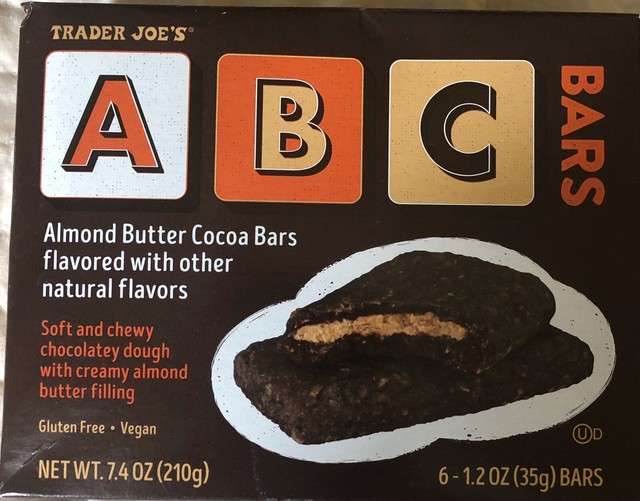 TRADER JOE'S®
A B C BARS
Almond Butter Cocoa Bars
flavored with other
natural flavors
Soft and chewy
chocolatey dough
with creamy almond
butter filling
Gluten Free • Vegan
U D
NET WT. 7.4 OZ (210g)
6 - 1.2 OZ (35g) BARS